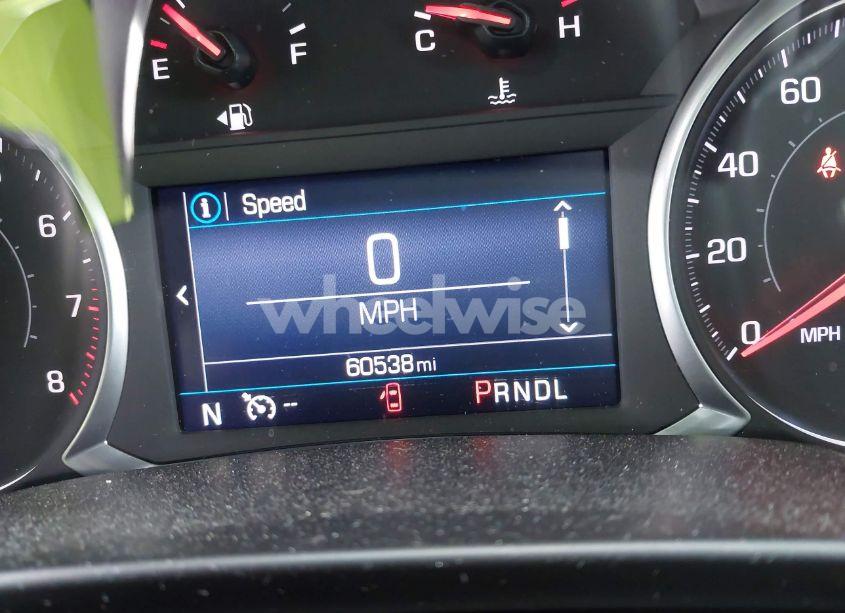 E F
C H
Speed
0
MPH
wheelwise
60538 mi
N -- PRNDL
6
7
8
60
40
20
0
MPH